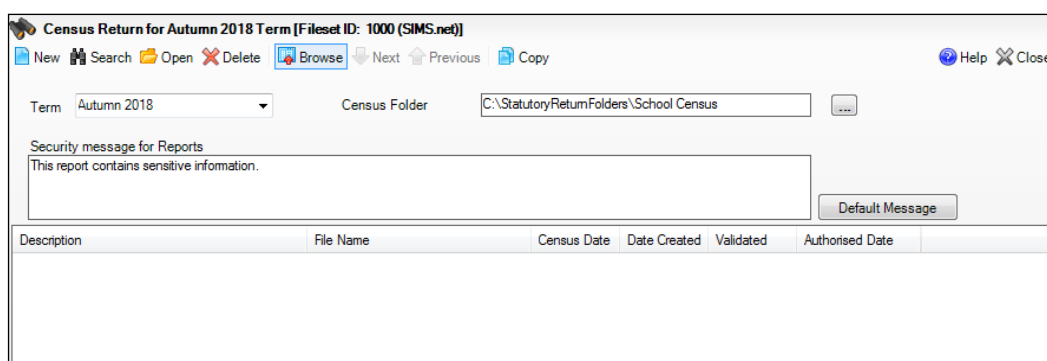 Census Return for Autumn 2018 Term [Fileset ID: 1000 (SIMS.net)]
New Search Open Delete Browse Next Previous Copy Help Close
Term Autumn 2018 Census Folder C:\StatutoryReturnFolders\School Census ...
Security message for Reports
This report contains sensitive information.
Default Message
Description File Name Census Date Date Created Validated Authorised Date